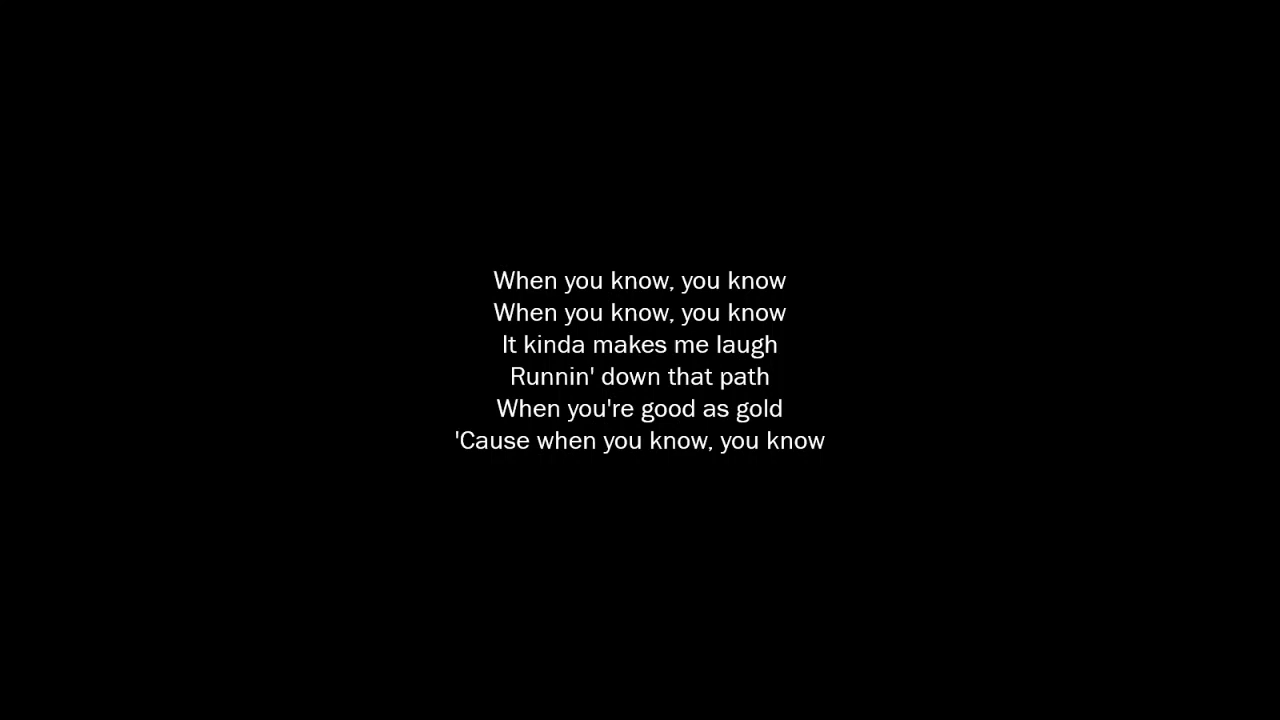 When you know, you know
When you know, you know
It kinda makes me laugh
Runnin' down that path
When you're good as gold
'Cause when you know, you know